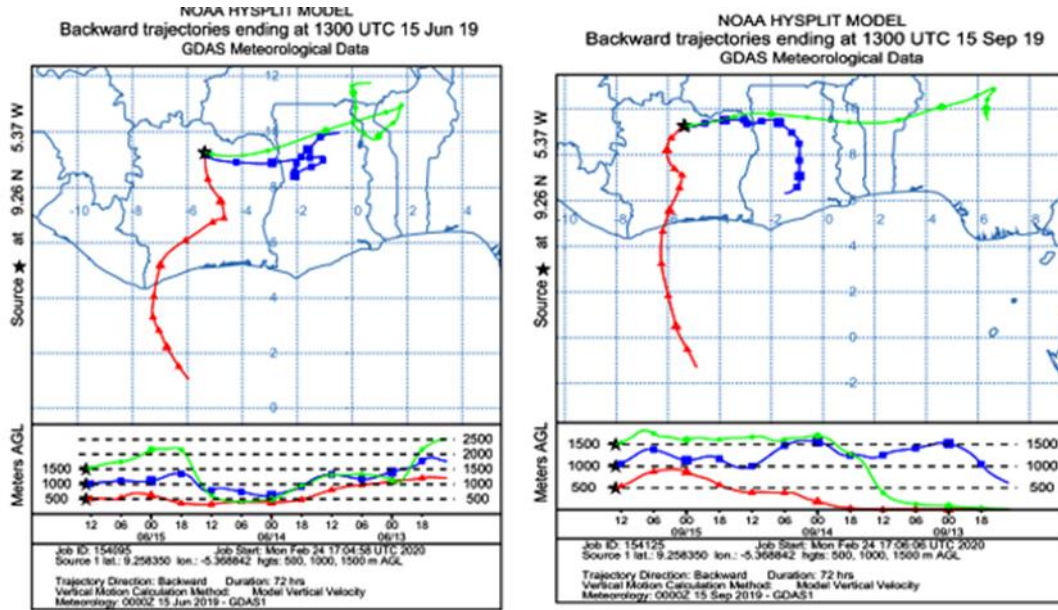 NOAA HYSPLIT MODEL
Backward trajectories ending at 1300 UTC 15 Jun 19
GDAS Meteorological Data
Source ★ at 9.26 N 5.37 W
12
10
-10 -8 -6 -4 -2 0 2
6
4
2
0
Meters AGL
1500
1000
500
2500
2000
1500
1000
500
12 06 00 18 12 06 00 18 12 06 00 18
06/15 06/14 06/13
Job ID: 154095 Job Start: Mon Feb 24 17:04:58 UTC 2020
Source 1 lat.: 9.258350 lon.: -5.368842 hgts: 500, 1000, 1500 m AGL
Trajectory Direction: Backward Duration: 72 hrs
Vertical Motion Calculation Method: Model Vertical Velocity
Meteorology: 0000Z 15 Jun 2019 - GDAS1
NOAA HYSPLIT MODEL
Backward trajectories ending at 1300 UTC 15 Sep 19
GDAS Meteorological Data
Source ★ at 9.26 N 5.37 W
8
-10 -8 -6 -4 -2 0 2 4 6 8
4
2
0
-2
Meters AGL
1500
1000
500
1500
1000
500
12 06 00 18 12 06 00 18 12 06 00 18
09/15 09/14 09/13
Job ID: 154125 Job Start: Mon Feb 24 17:06:06 UTC 2020
Source 1 lat.: 9.258350 lon.: -5.368842 hgts: 500, 1000, 1500 m AGL
Trajectory Direction: Backward Duration: 72 hrs
Vertical Motion Calculation Method: Model Vertical Velocity
Meteorology: 0000Z 15 Sep 2019 - GDAS1